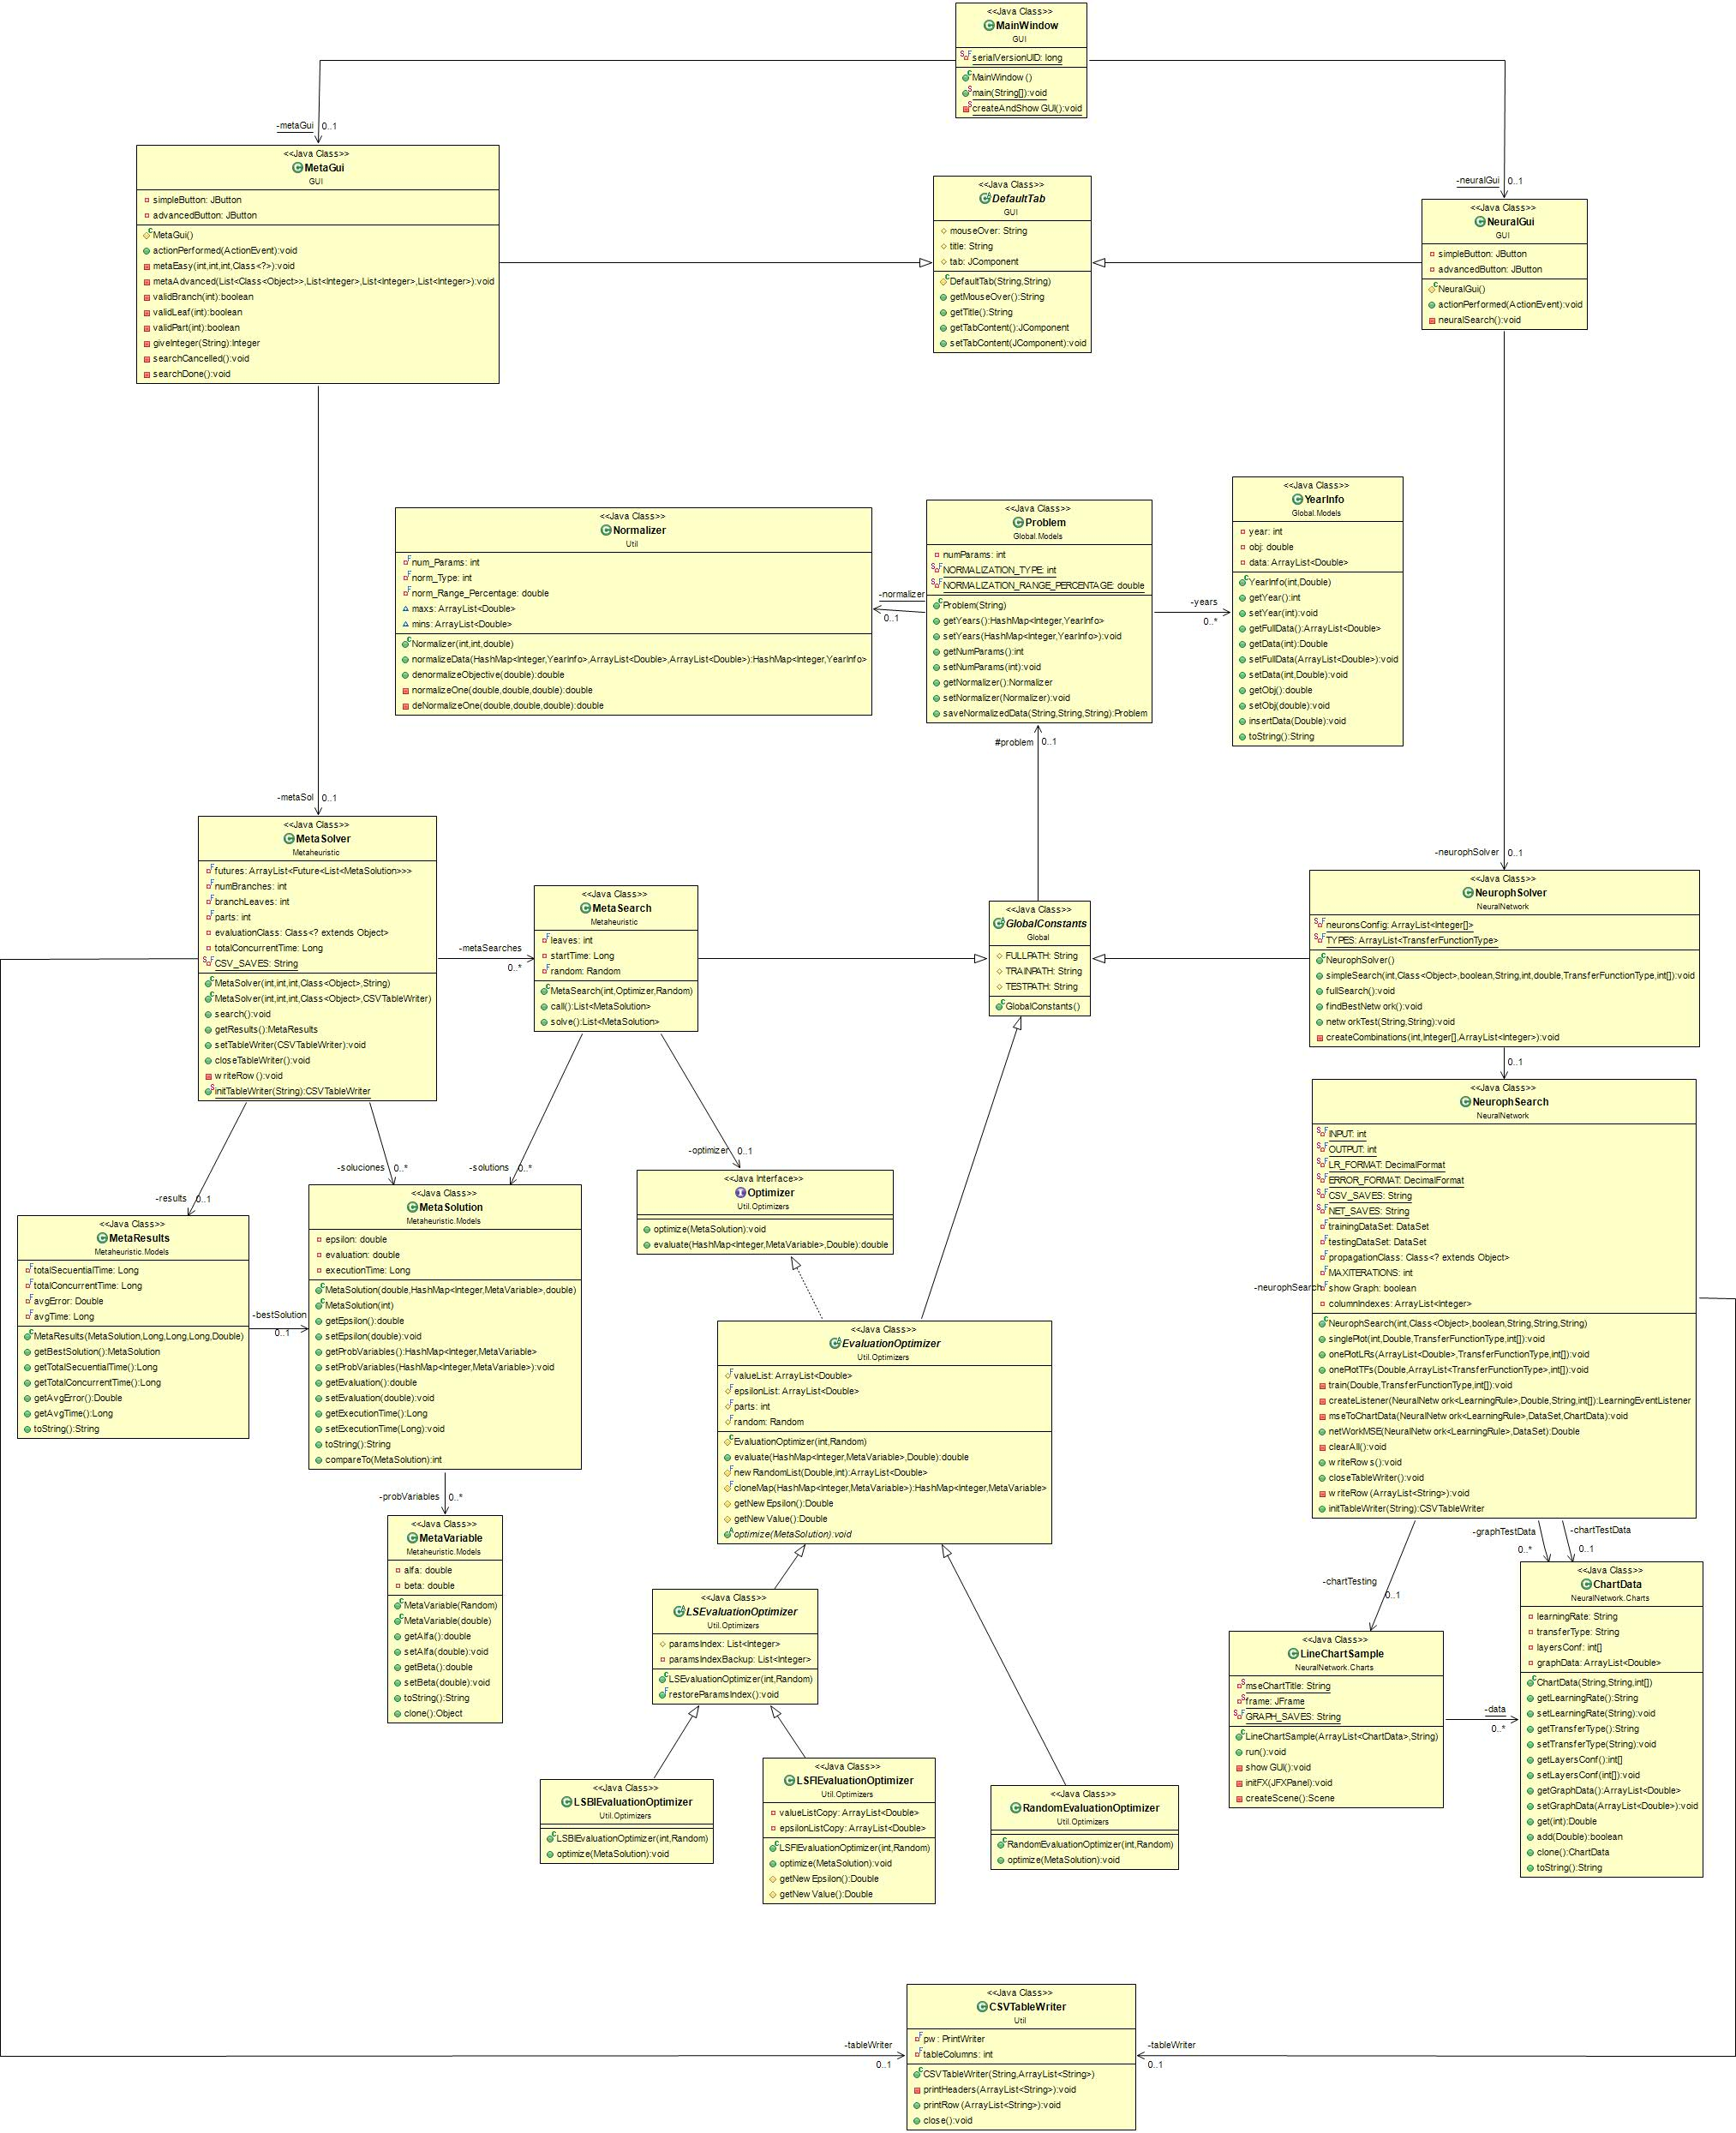 <<Java Class>>
MainWindow
GUI
serialVersionUID: long
MainWindow ()
main(String[]):void
createAndShow GUI():void
-metaGui
0..1
-neuralGui
0..1
<<Java Class>>
MetaGui
GUI
simpleButton: JButton
advancedButton: JButton
MetaGui()
actionPerformed(ActionEvent):void
metaEasy(int,int,int,Class<?>):void
metaAdvanced(List<Class<Object>>,List<Integer>,List<Integer>,List<Integer>):void
validBranch(int):boolean
validLeaf(int):boolean
validPart(int):boolean
giveInteger(String):Integer
searchCancelled():void
searchDone():void
<<Java Class>>
DefaultTab
GUI
mouseOver: String
title: String
tab: JComponent
DefaultTab(String,String)
getMouseOver():String
getTitle():String
getTabContent():JComponent
setTabContent(JComponent):void
<<Java Class>>
NeuralGui
GUI
simpleButton: JButton
advancedButton: JButton
NeuralGui()
actionPerformed(ActionEvent):void
neuralSearch():void
<<Java Class>>
Normalizer
Util
num_Params: int
norm_Type: int
norm_Range_Percentage: double
maxs: ArrayList<Double>
mins: ArrayList<Double>
Normalizer(int,int,double)
normalizeData(HashMap<Integer,YearInfo>,ArrayList<Double>,ArrayList<Double>):HashMap<Integer,YearInfo>
denormalizeObjective(double):double
normalizeOne(double,double,double):double
deNormalizeOne(double,double,double):double
-normalizer
0..1
<<Java Class>>
Problem
Global.Models
numParams: int
NORMALIZATION_TYPE: int
NORMALIZATION_RANGE_PERCENTAGE: double
Problem(String)
getYears():HashMap<Integer,YearInfo>
setYears(HashMap<Integer,YearInfo>):void
getNumParams():int
setNumParams(int):void
getNormalizer():Normalizer
setNormalizer(Normalizer):void
saveNormalizedData(String,String,String):Problem
-years
0..*
<<Java Class>>
YearInfo
Global.Models
year: int
obj: double
data: ArrayList<Double>
YearInfo(int,Double)
getYear():int
setYear(int):void
getFullData():ArrayList<Double>
getData(int):Double
setFullData(ArrayList<Double>):void
setData(int,Double):void
getObj():double
setObj(double):void
insertData(Double):void
toString():String
#problem
0..1
-metaSol
0..1
-neurophSolver
0..1
<<Java Class>>
MetaSolver
Metaheuristic
futures: ArrayList<Future<List<MetaSolution>>>
numBranches: int
branchLeaves: int
parts: int
evaluationClass: Class<? extends Object>
totalConcurrentTime: Long
CSV_SAVES: String
MetaSolver(int,int,int,Class<Object>,String)
MetaSolver(int,int,int,Class<Object>,CSVTableWriter)
search():void
getResults():MetaResults
setTableWriter(CSVTableWriter):void
closeTableWriter():void
w riteRow ():void
initTableWriter(String):CSVTableWriter
-metaSearches
0..*
<<Java Class>>
MetaSearch
Metaheuristic
leaves: int
startTime: Long
random: Random
MetaSearch(int,Optimizer,Random)
call():List<MetaSolution>
solve():List<MetaSolution>
<<Java Class>>
GlobalConstants
Global
FULLPATH: String
TRAINPATH: String
TESTPATH: String
GlobalConstants()
<<Java Class>>
NeurophSolver
NeuralNetwork
neuronsConfig: ArrayList<Integer[]>
TYPES: ArrayList<TransferFunctionType>
NeurophSolver()
simpleSearch(int,Class<Object>,boolean,String,int,double,TransferFunctionType,int[]):void
fullSearch():void
findBestNetw ork():void
netw orkTest(String,String):void
createCombinations(int,Integer[],ArrayList<Integer>):void
0..1
-neurophSearch
-results
0..1
-soluciones
0..*
-solutions
0..*
-optimizer
0..1
<<Java Interface>>
Optimizer
Util.Optimizers
optimize(MetaSolution):void
evaluate(HashMap<Integer,MetaVariable>,Double):double
<<Java Class>>
MetaResults
Metaheuristic.Models
totalSecuentialTime: Long
totalConcurrentTime: Long
avgError: Double
avgTime: Long
MetaResults(MetaSolution,Long,Long,Long,Double)
getBestSolution():MetaSolution
getTotalSecuentialTime():Long
getTotalConcurrentTime():Long
getAvgError():Double
getAvgTime():Long
toString():String
-bestSolution
0..1
<<Java Class>>
MetaSolution
Metaheuristic.Models
epsilon: double
evaluation: double
executionTime: Long
MetaSolution(double,HashMap<Integer,MetaVariable>,double)
MetaSolution(int)
getEpsilon():double
setEpsilon(double):void
getProbVariables():HashMap<Integer,MetaVariable>
setProbVariables(HashMap<Integer,MetaVariable>):void
getEvaluation():double
setEvaluation(double):void
getExecutionTime():Long
setExecutionTime(Long):void
toString():String
compareTo(MetaSolution):int
-probVariables
0..*
<<Java Class>>
MetaVariable
Metaheuristic.Models
alfa: double
beta: double
MetaVariable(Random)
MetaVariable(double)
getAlfa():double
setAlfa(double):void
getBeta():double
setBeta(double):void
toString():String
clone():Object
<<Java Class>>
EvaluationOptimizer
Util.Optimizers
valueList: ArrayList<Double>
epsilonList: ArrayList<Double>
parts: int
random: Random
EvaluationOptimizer(int,Random)
evaluate(HashMap<Integer,MetaVariable>,Double):double
new RandomList(Double,int):ArrayList<Double>
cloneMap(HashMap<Integer,MetaVariable>):HashMap<Integer,MetaVariable>
getNew Epsilon():Double
getNew Value():Double
optimize(MetaSolution):void
<<Java Class>>
NeurophSearch
NeuralNetwork
INPUT: int
OUTPUT: int
LR_FORMAT: DecimalFormat
ERROR_FORMAT: DecimalFormat
CSV_SAVES: String
NET_SAVES: String
trainingDataSet: DataSet
testingDataSet: DataSet
propagationClass: Class<? extends Object>
MAXITERATIONS: int
show Graph: boolean
columnIndexes: ArrayList<Integer>
NeurophSearch(int,Class<Object>,boolean,String,String,String)
singlePlot(int,Double,TransferFunctionType,int[]):void
onePlotLRs(ArrayList<Double>,TransferFunctionType,int[]):void
onePlotTFs(Double,ArrayList<TransferFunctionType>,int[]):void
train(Double,TransferFunctionType,int[]):void
createListener(NeuralNetw ork<LearningRule>,Double,String,int[]):LearningEventListener
mseToChartData(NeuralNetw ork<LearningRule>,DataSet,ChartData):void
netWorkMSE(NeuralNetw ork<LearningRule>,DataSet):Double
clearAll():void
w riteRow s():void
closeTableWriter():void
w riteRow (ArrayList<String>):void
initTableWriter(String):CSVTableWriter
-graphTestData
0..*
-chartTestData
0..1
-chartTesting
0..1
<<Java Class>>
LSEvaluationOptimizer
Util.Optimizers
paramsIndex: List<Integer>
paramsIndexBackup: List<Integer>
LSEvaluationOptimizer(int,Random)
restoreParamsIndex():void
<<Java Class>>
LSBIEvaluationOptimizer
Util.Optimizers
LSBIEvaluationOptimizer(int,Random)
optimize(MetaSolution):void
<<Java Class>>
LSFIEvaluationOptimizer
Util.Optimizers
valueListCopy: ArrayList<Double>
epsilonListCopy: ArrayList<Double>
LSFIEvaluationOptimizer(int,Random)
optimize(MetaSolution):void
getNew Epsilon():Double
getNew Value():Double
<<Java Class>>
RandomEvaluationOptimizer
Util.Optimizers
RandomEvaluationOptimizer(int,Random)
optimize(MetaSolution):void
<<Java Class>>
LineChartSample
NeuralNetwork.Charts
mseChartTitle: String
frame: JFrame
GRAPH_SAVES: String
LineChartSample(ArrayList<ChartData>,String)
run():void
show GUI():void
initFX(JFXPanel):void
createScene():Scene
-data
0..*
<<Java Class>>
ChartData
NeuralNetwork.Charts
learningRate: String
transferType: String
layersConf: int[]
graphData: ArrayList<Double>
ChartData(String,String,int[])
getLearningRate():String
setLearningRate(String):void
getTransferType():String
setTransferType(String):void
getLayersConf():int[]
setLayersConf(int[]):void
getGraphData():ArrayList<Double>
setGraphData(ArrayList<Double>):void
get(int):Double
add(Double):boolean
clone():ChartData
toString():String
-tableWriter
0..1
<<Java Class>>
CSVTableWriter
Util
pw : PrintWriter
tableColumns: int
CSVTableWriter(String,ArrayList<String>)
printHeaders(ArrayList<String>):void
printRow (ArrayList<String>):void
close():void
-tableWriter
0..1